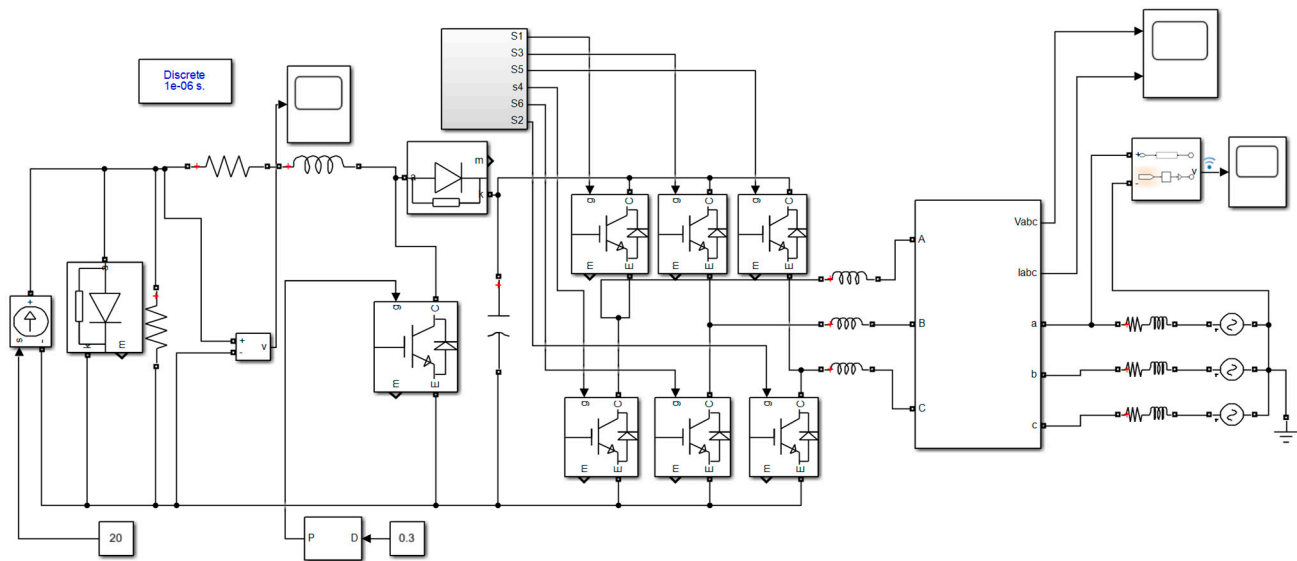 Discrete
1e-06 s.
S1
S3
S5
s4
S6
S2
m
a
k
g
C
m
E
g
C
m
E
g
C
m
E
A
B
C
Vabc
Iabc
a
b
c
+
-
v
+
s
-
k
m
+
-
v
g
C
m
E
g
C
m
E
g
C
m
E
g
C
m
E
20
P
D
0.3